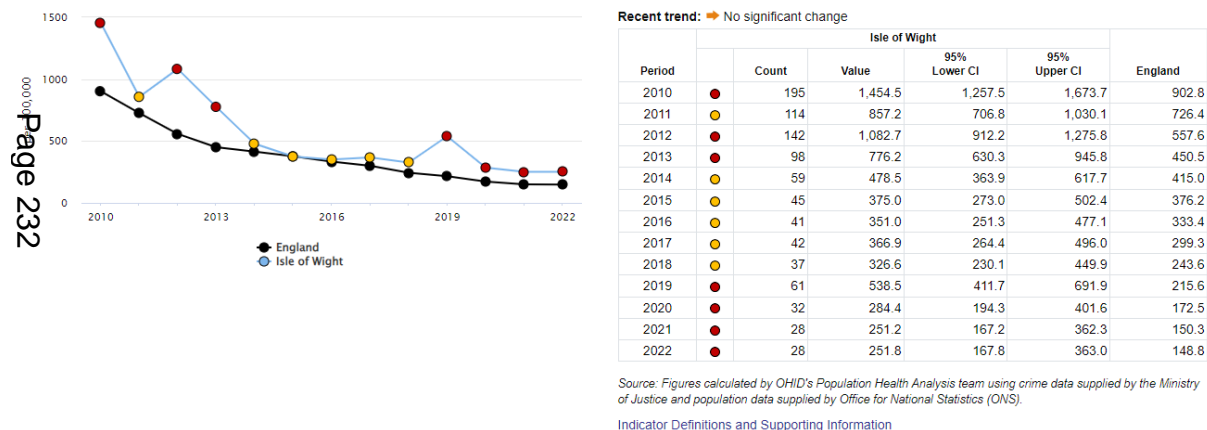 1500
1000
500
0
000,00
Page 232
2010
2013
2016
2019
2022
England
Isle of Wight
Recent trend: No significant change
Isle of Wight
Period Count Value 95% Lower CI 95% Upper CI England
2010 195 1,454.5 1,257.5 1,673.7 902.8
2011 114 857.2 706.8 1,030.1 726.4
2012 142 1,082.7 912.2 1,275.8 557.6
2013 98 776.2 630.3 945.8 450.5
2014 59 478.5 363.9 617.7 415.0
2015 45 375.0 273.0 502.4 376.2
2016 41 351.0 251.3 477.1 333.4
2017 42 366.9 264.4 496.0 299.3
2018 37 326.6 230.1 449.9 243.6
2019 61 538.5 411.7 691.9 215.6
2020 32 284.4 194.3 401.6 172.5
2021 28 251.2 167.2 362.3 150.3
2022 28 251.8 167.8 363.0 148.8
Source: Figures calculated by OHID's Population Health Analysis team using crime data supplied by the Ministry
of Justice and population data supplied by Office for National Statistics (ONS).
Indicator Definitions and Supporting Information